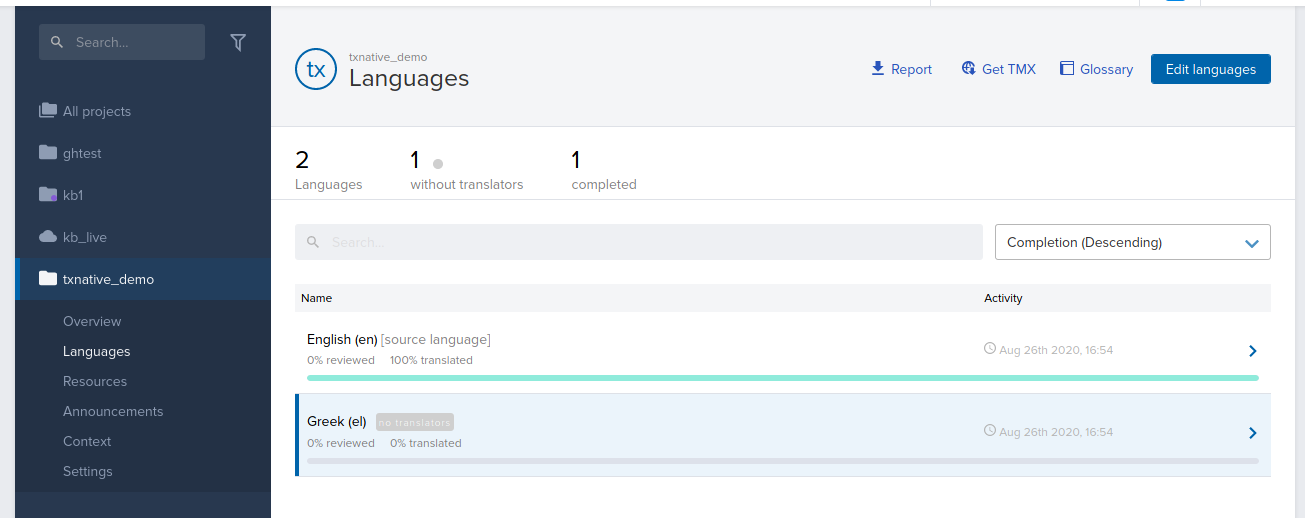 Search...
All projects
ghtest
kb1
kb_live
txnative_demo
Overview
Languages
Resources
Announcements
Context
Settings
tx
txnative_demo
Languages
Report
Get TMX
Glossary
Edit languages
2
Languages
1
without translators
1
completed
Search...
Completion (Descending)
Name
Activity
English (en) [source language]
0% reviewed 100% translated
Aug 26th 2020, 16:54
Greek (el) no translators
0% reviewed 0% translated
Aug 26th 2020, 16:54